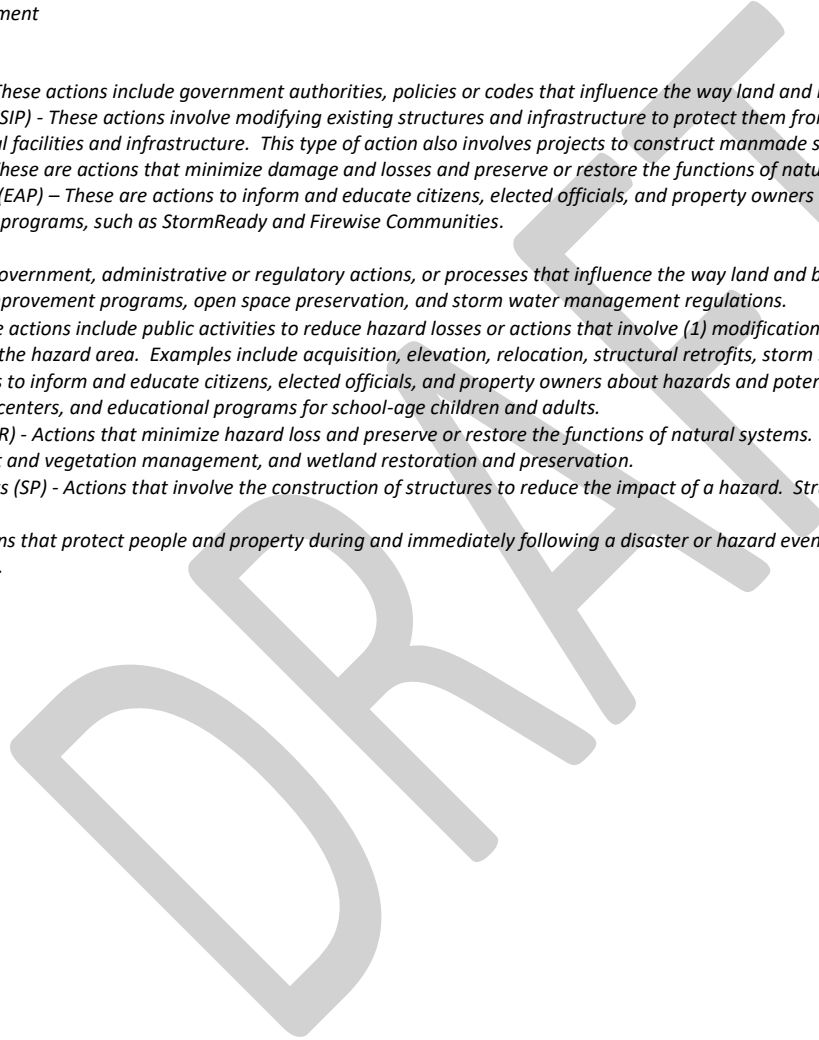 ment
These actions include government authorities, policies or codes that influence the way land and
SIP) - These actions involve modifying existing structures and infrastructure to protect them from
l facilities and infrastructure. This type of action also involves projects to construct manmade s
These are actions that minimize damage and losses and preserve or restore the functions of natu
(EAP) – These are actions to inform and educate citizens, elected officials, and property owners
programs, such as StormReady and Firewise Communities.
overnment, administrative or regulatory actions, or processes that influence the way land and b
provement programs, open space preservation, and storm water management regulations.
e actions include public activities to reduce hazard losses or actions that involve (1) modification
the hazard area. Examples include acquisition, elevation, relocation, structural retrofits, storm
s to inform and educate citizens, elected officials, and property owners about hazards and poten
centers, and educational programs for school-age children and adults.
R) - Actions that minimize hazard loss and preserve or restore the functions of natural systems.
t and vegetation management, and wetland restoration and preservation.
s (SP) - Actions that involve the construction of structures to reduce the impact of a hazard. Str
ns that protect people and property during and immediately following a disaster or hazard even
DRAFT